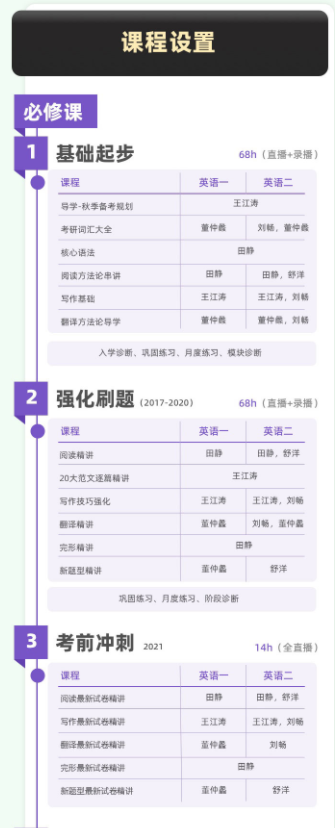 课程设置
必修课
1 基础起步 68h（直播+录播）
课程 英语一 英语二
导学-秋季备考规划 王江涛
考研词汇大全 董仲蠡 刘畅，董仲蠡
核心语法 田静
阅读方法论串讲 田静 田静，舒洋
写作基础 王江涛 王江涛，刘畅
翻译方法论导学 董仲蠡 董仲蠡，刘畅
入学诊断、巩固练习、月度练习、模块诊断
2 强化刷题（2017-2020） 68h（直播+录播）
课程 英语一 英语二
阅读精讲 田静 田静，舒洋
20大范文逐篇精讲 王江涛
写作技巧强化 王江涛 王江涛，刘畅
翻译精讲 董仲蠡 刘畅，董仲蠡
完形精讲 田静
新题型精讲 董仲蠡 舒洋
巩固练习、月度练习、阶段诊断
3 考前冲刺 2021 14h（全直播）
课程 英语一 英语二
阅读最新试卷精讲 田静 田静，舒洋
写作最新试卷精讲 王江涛 王江涛，刘畅
翻译最新试卷精讲 董仲蠡 刘畅
完形最新试卷精讲 田静
新题型最新试卷精讲 董仲蠡 舒洋